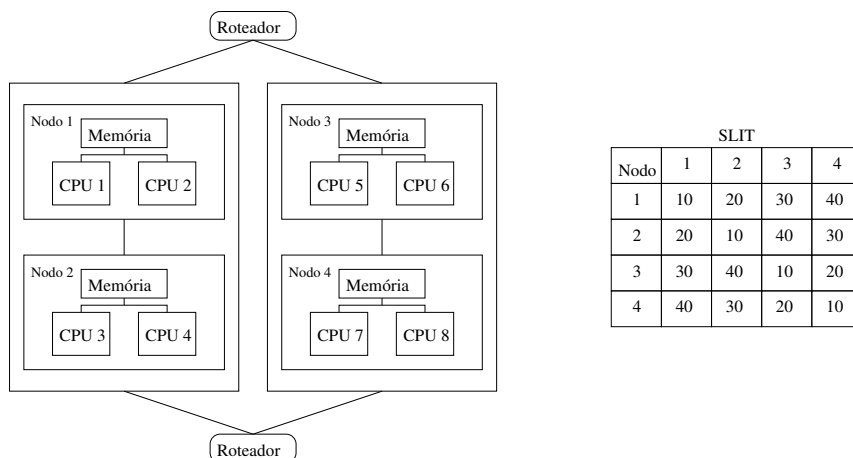 Roteador
Nodo 1
Memória
CPU 1 CPU 2
Nodo 2
Memória
CPU 3 CPU 4
Nodo 3
Memória
CPU 5 CPU 6
Nodo 4
Memória
CPU 7 CPU 8
Roteador
SLIT
Nodo 1 2 3 4
1 10 20 30 40
2 20 10 40 30
3 30 40 10 20
4 40 30 20 10